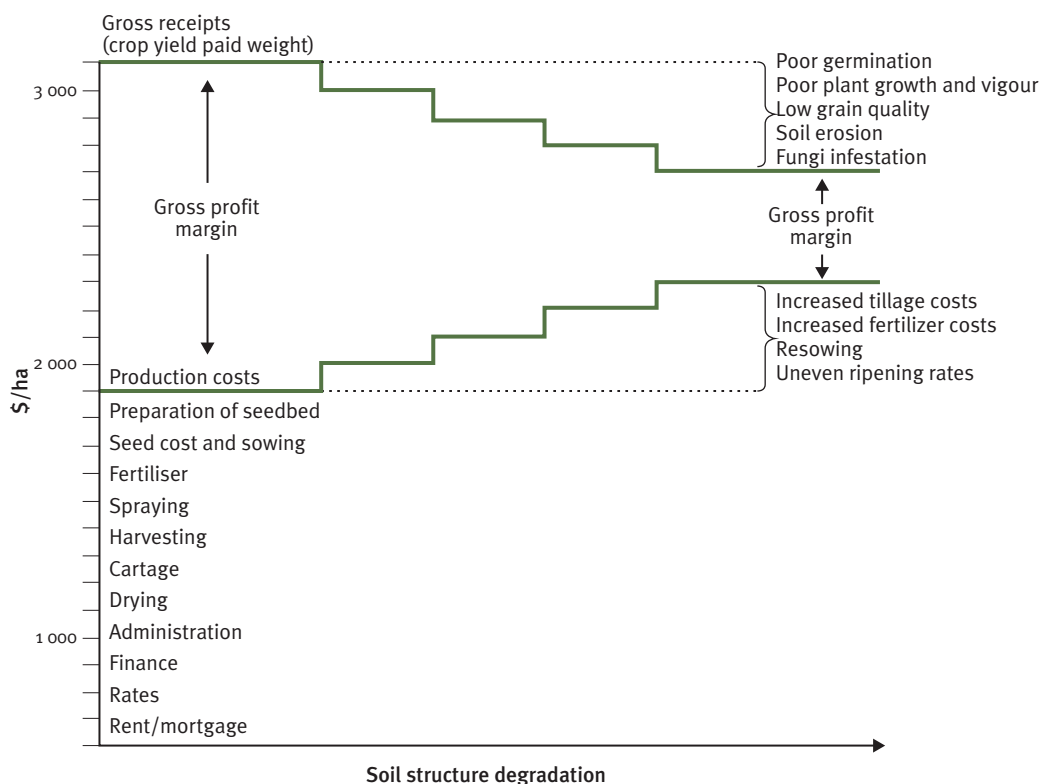 Gross receipts
(crop yield paid weight)
3 000
Gross profit
margin
Poor germination
Poor plant growth and vigour
Low grain quality
Soil erosion
Fungi infestation
Gross profit
margin
Increased tillage costs
Increased fertilizer costs
Resowing
Uneven ripening rates
2 000
$/ha
Production costs
Preparation of seedbed
Seed cost and sowing
Fertiliser
Spraying
Harvesting
Cartage
Drying
1 000
Administration
Finance
Rates
Rent/mortgage
Soil structure degradation